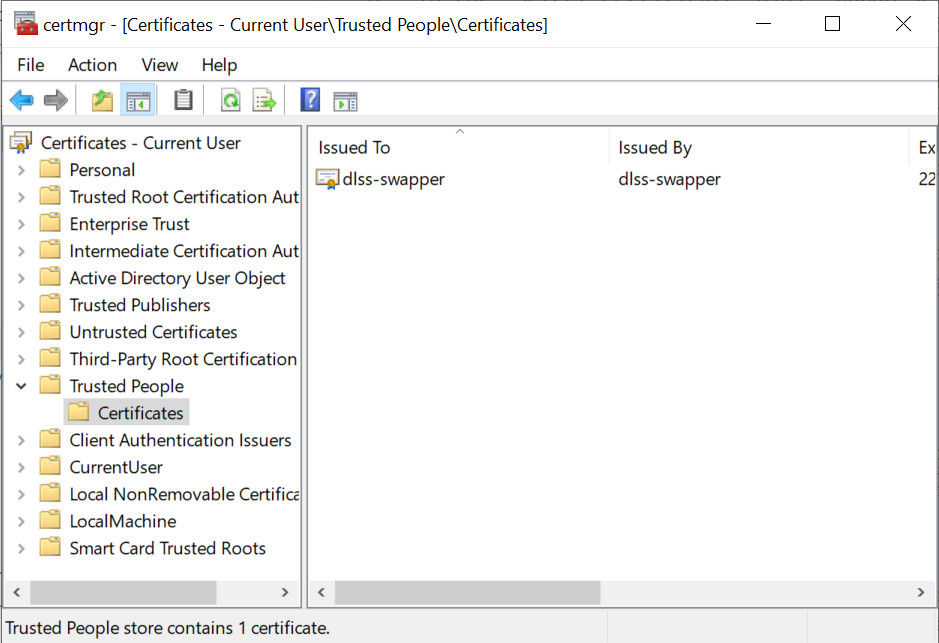 certmgr - [Certificates - Current User\Trusted People\Certificates]
File Action View Help
Certificates - Current User
Personal
Trusted Root Certification Aut
Enterprise Trust
Intermediate Certification Aut
Active Directory User Object
Trusted Publishers
Untrusted Certificates
Third-Party Root Certification
Trusted People
Certificates
Client Authentication Issuers
CurrentUser
Local NonRemovable Certifica
LocalMachine
Smart Card Trusted Roots
Issued To Issued By Ex
dlss-swapper dlss-swapper 22
Trusted People store contains 1 certificate.